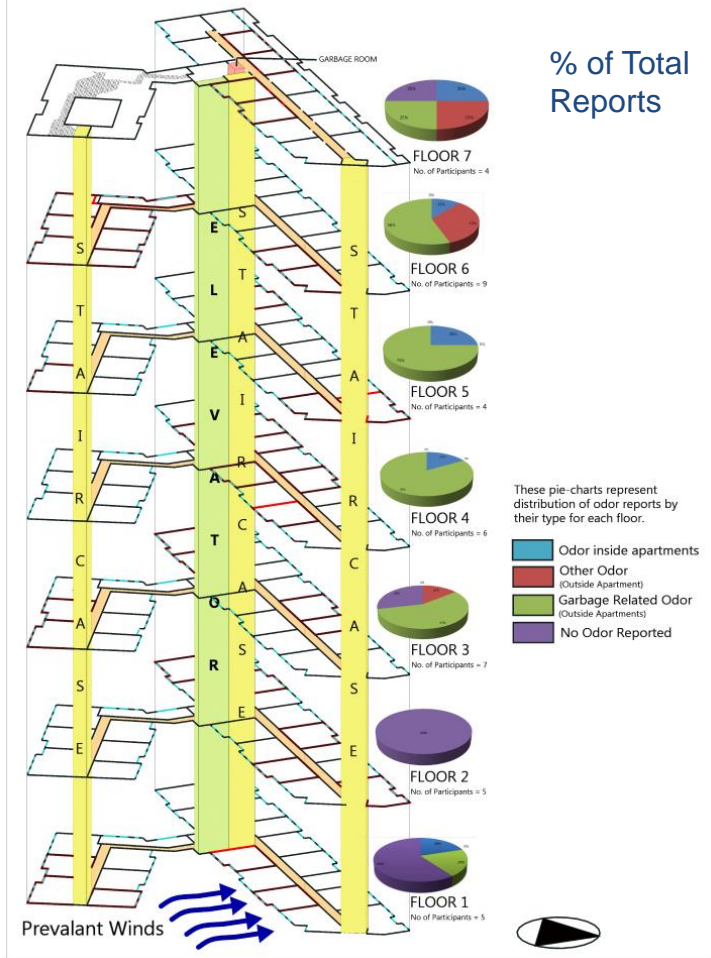 % of Total
Reports
GARBAGE ROOM
FLOOR 7
No. of Participants = 4
FLOOR 6
No. of Participants = 9
FLOOR 5
No. of Participants = 4
FLOOR 4
No. of Participants = 6
FLOOR 3
No. of Participants = 7
FLOOR 2
No. of Participants = 5
FLOOR 1
No of Participants = 5
STAIRCASE
ELEVATOR
STAIRCASE
STAIRCASE
These pie-charts represent
distribution of odor reports by
their type for each floor.
Odor inside apartments
Other Odor
(Outside Apartment)
Garbage Related Odor
(Outside Apartments)
No Odor Reported
Prevalant Winds